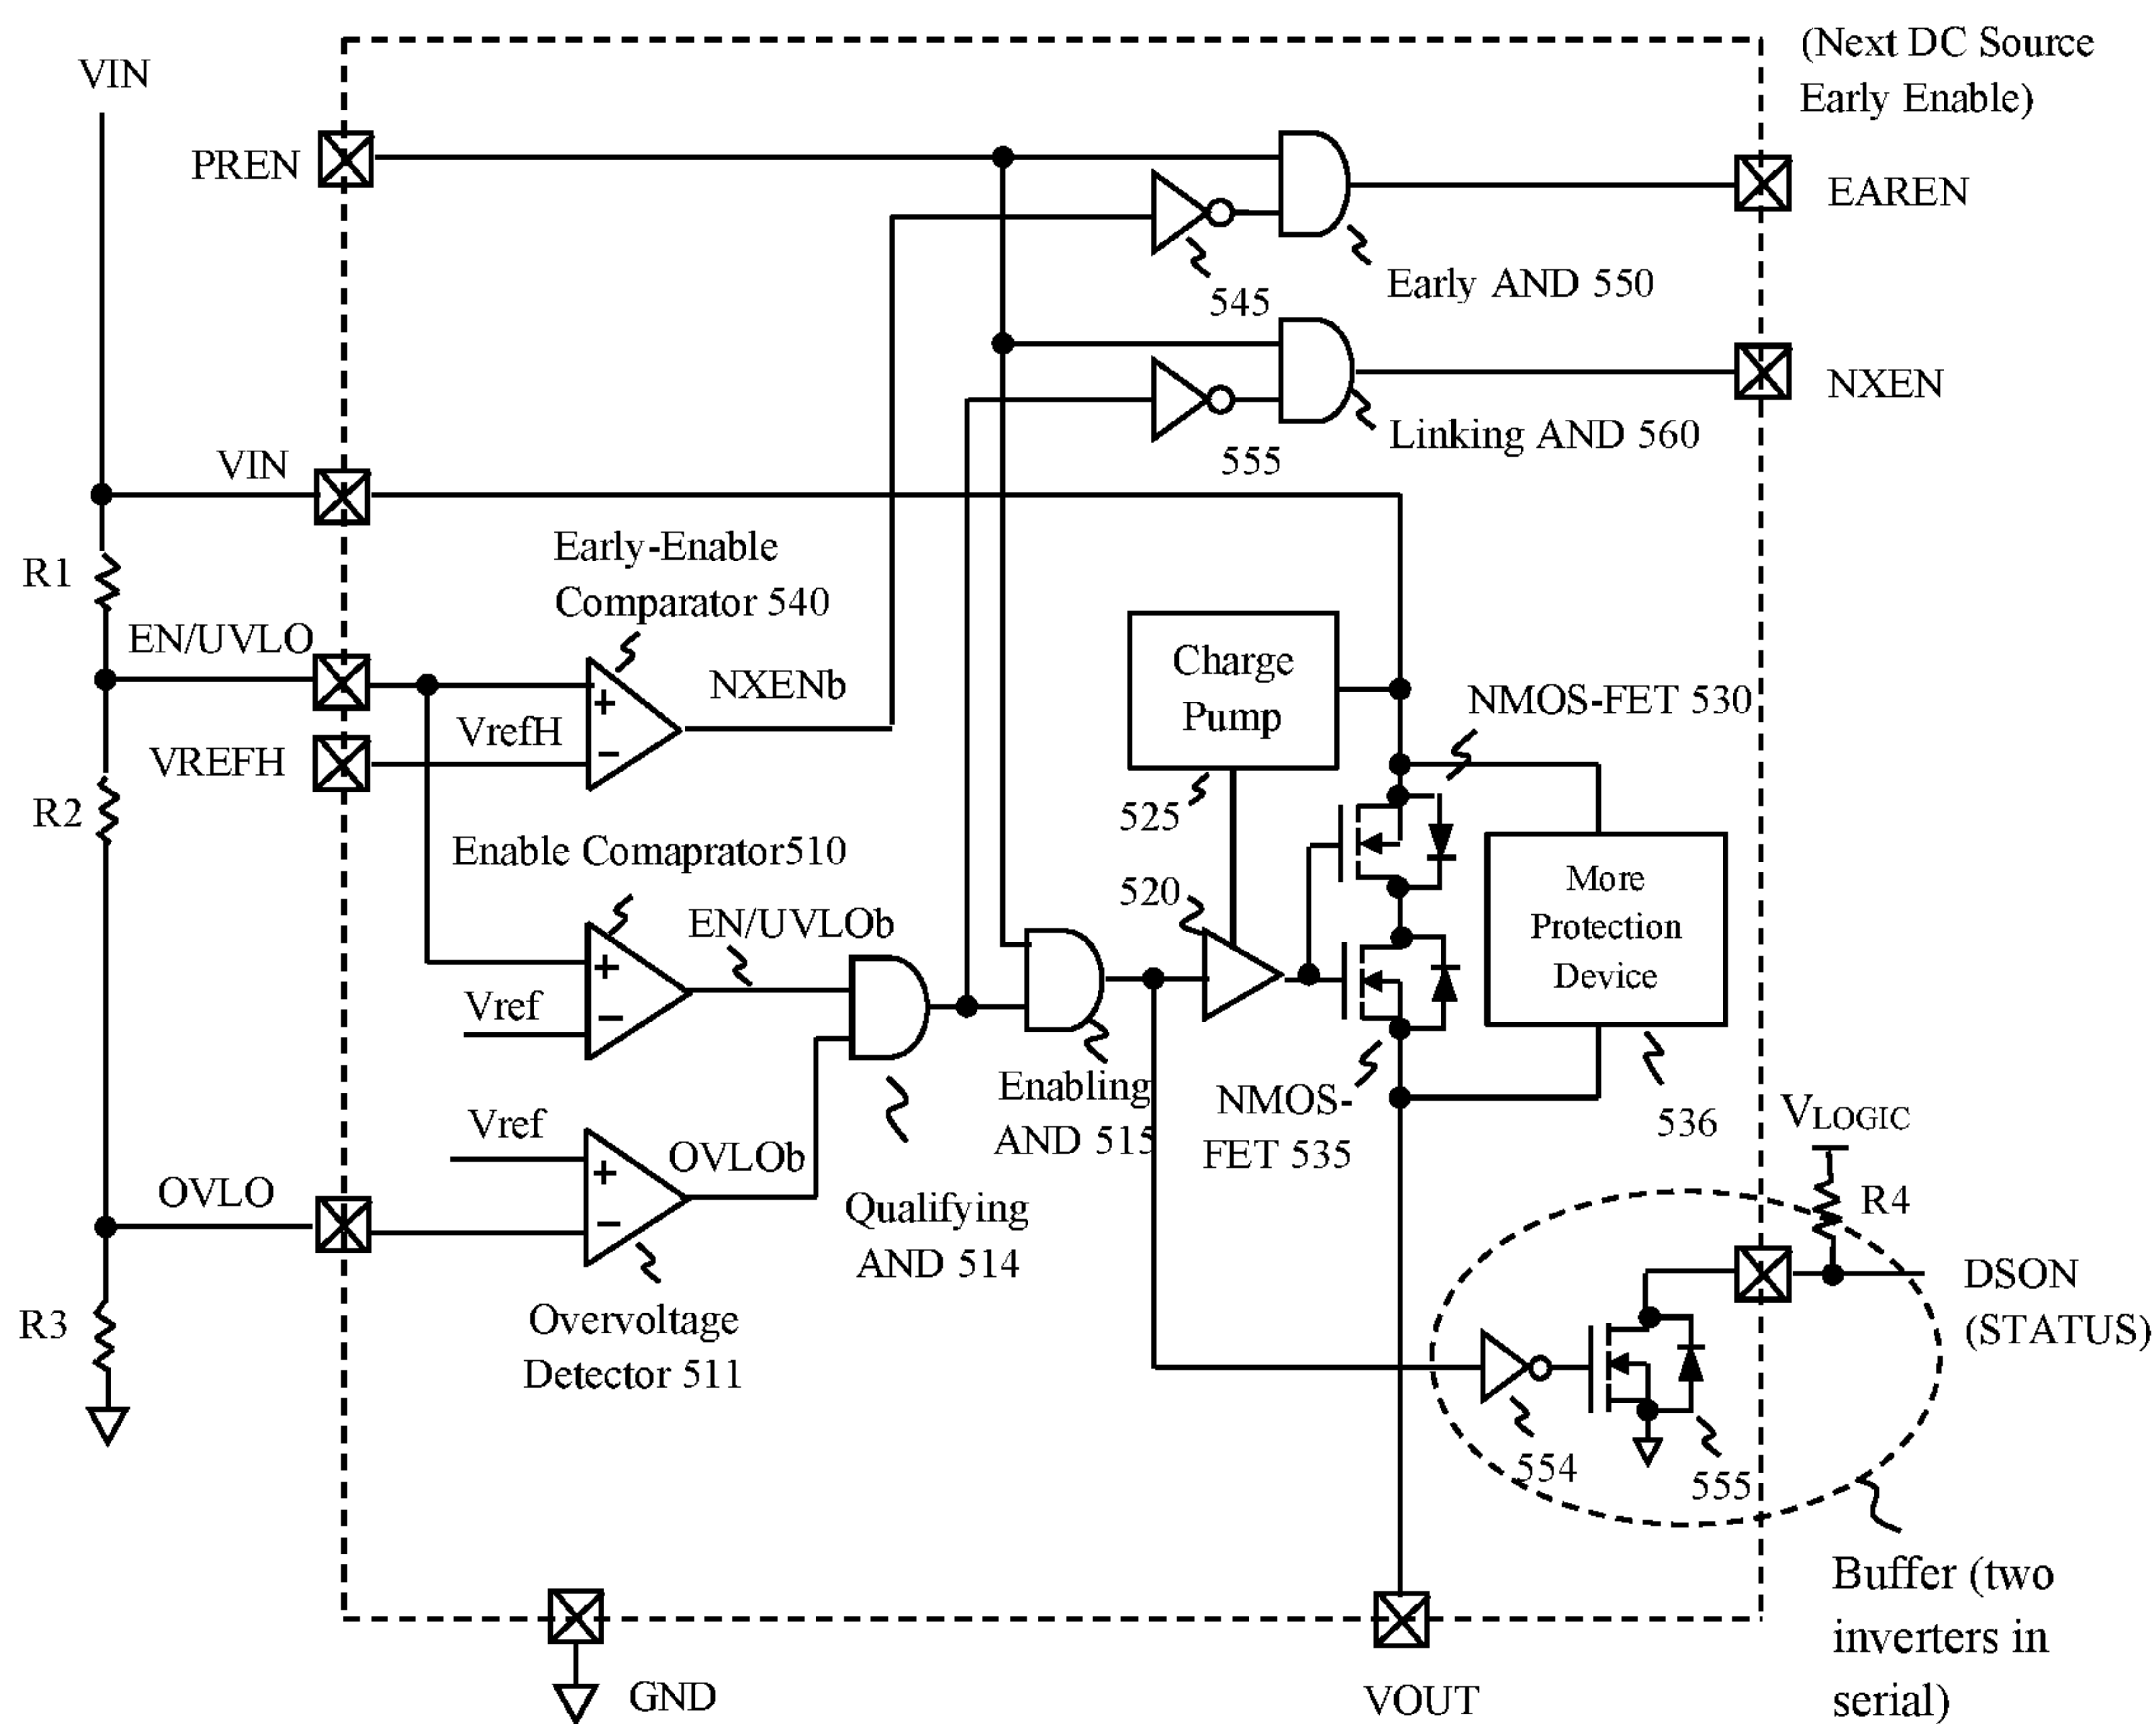 (Next DC Source
Early Enable)
VIN
PREN
EAREN
545
Early AND 550
NXEN
Linking AND 560
555
VIN
Early-Enable
Comparator 540
R1
EN/UVLO
NXENb
Charge
Pump
NMOS-FET 530
VrefH
VREFH
R2
525
Enable Comaprator510
More
Protection
Device
520
EN/UVLOb
Vref
Enabling
AND 515
NMOS-
FET 535
536
VLOGIC
Vref
OVLOb
OVLO
R4
Qualifying
AND 514
DSON
(STATUS)
R3
Overvoltage
Detector 511
554
555
Buffer (two
inverters in
serial)
GND
VOUT
+
−
+
−
+
−